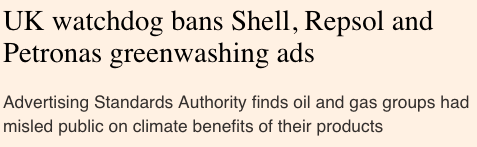 UK watchdog bans Shell, Repsol and
Petronas greenwashing ads
Advertising Standards Authority finds oil and gas groups had
misled public on climate benefits of their products